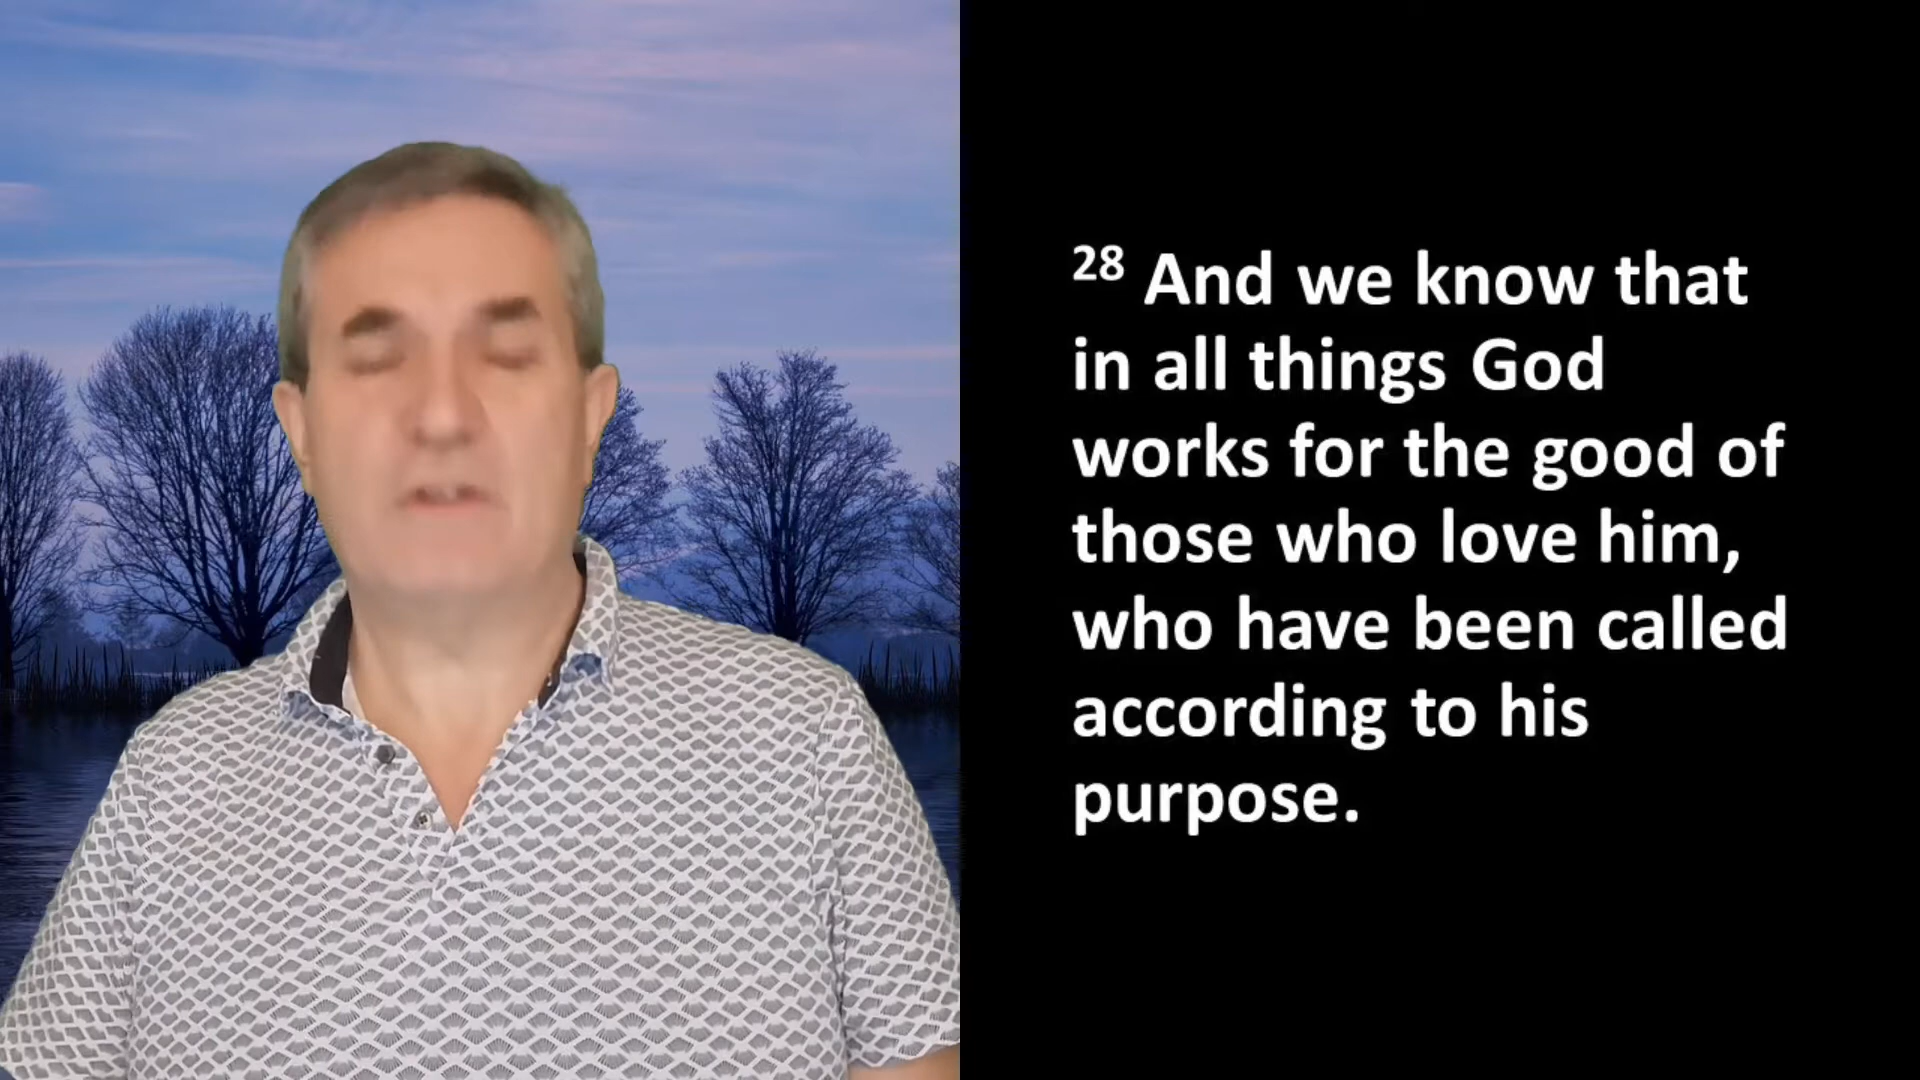 28 And we know that
in all things God
works for the good of
those who love him,
who have been called
according to his
purpose.